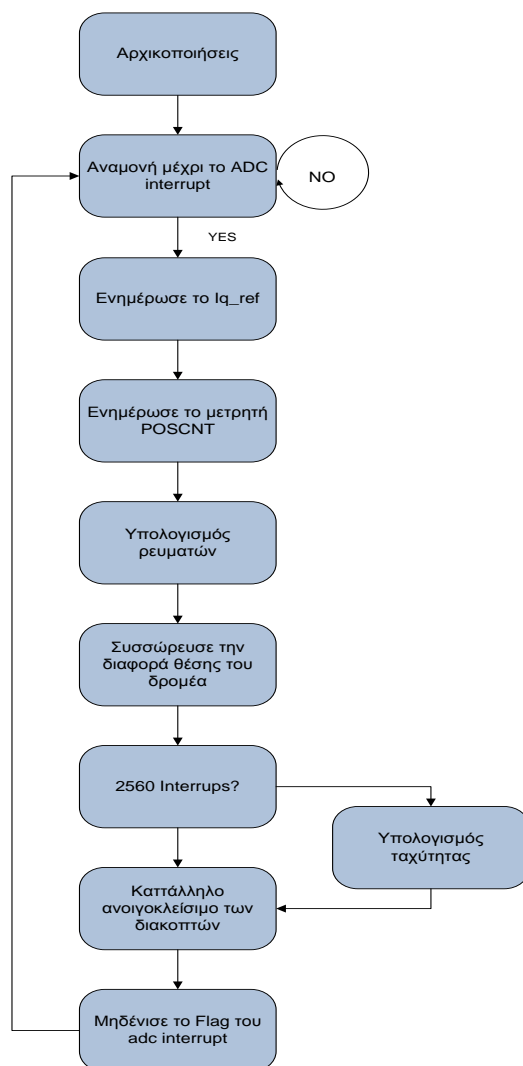 Αρχικοποιήσεις
Αναμονή μέχρι το ADC
interrupt
NO
YES
Ενημέρωσε το Iq_ref
Ενημέρωσε το μετρητή
POSCNT
Υπολογισμός
ρευματών
Συσσώρευσε την
διαφορά θέσης του
δρομέα
2560 Interrups?
Υπολογισμός
ταχύτητας
Καττάλληλο
ανοιγοκλείσιμο των
διακοπτών
Μηδένισε το Flag του
adc interrupt